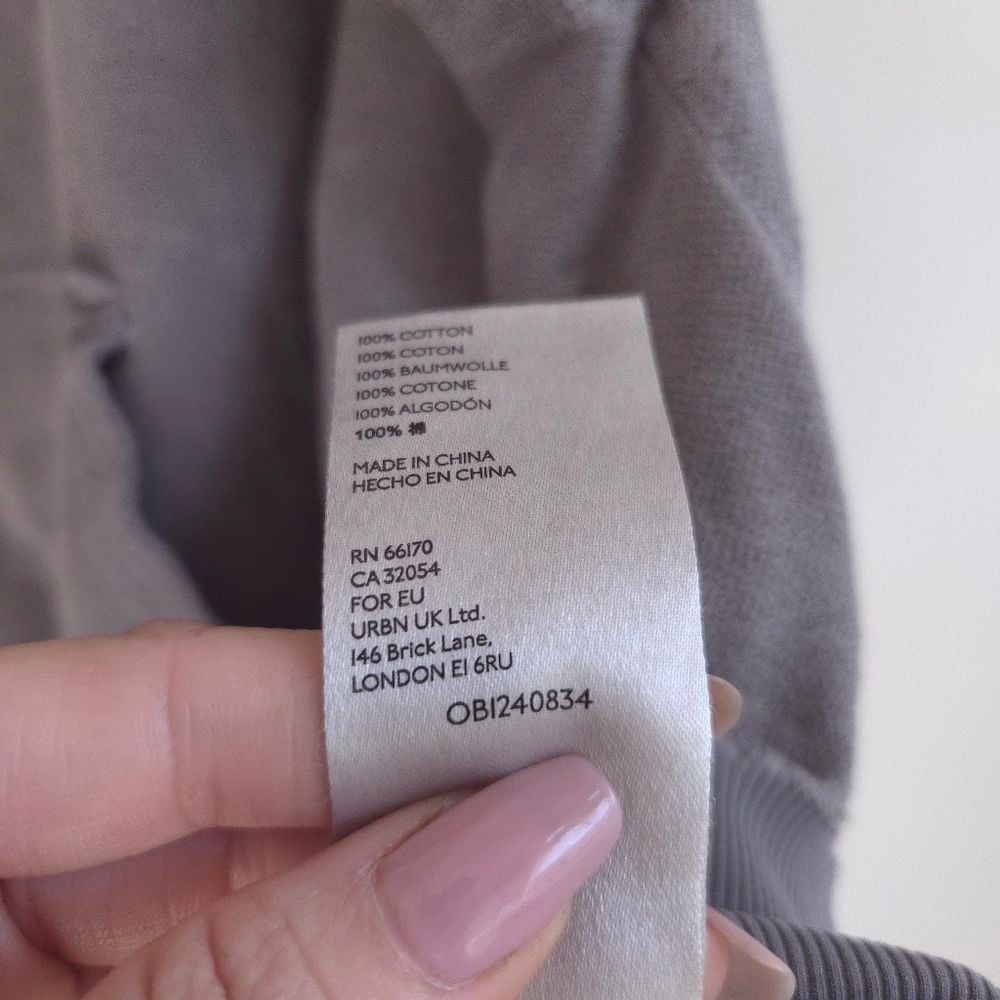 100% COTTON
100% COTON
100% BAUMWOLLE
100% COTONE
100% ALGODÓN
100% 棉
MADE IN CHINA
HECHO EN CHINA
RN 66170
CA 32054
FOR EU
URBN UK Ltd.
146 Brick Lane,
LONDON E1 6RU
OB1240834